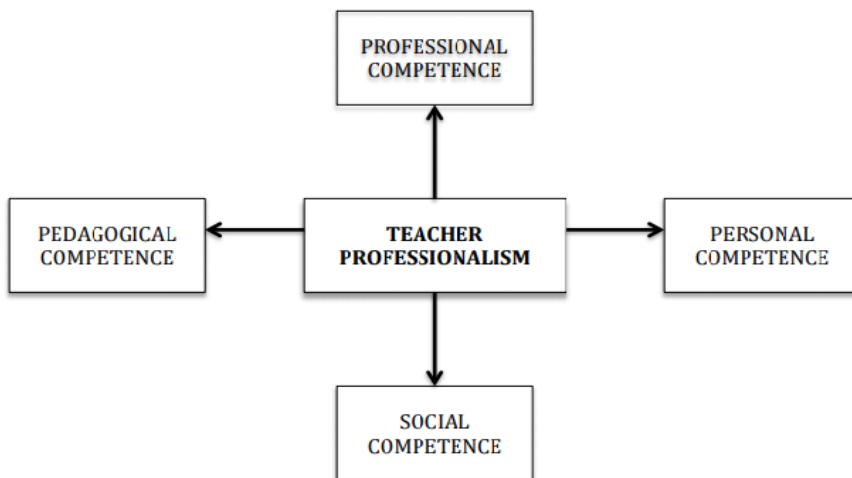 PROFESSIONAL
COMPETENCE
PEDAGOGICAL
COMPETENCE
TEACHER
PROFESSIONALISM
PERSONAL
COMPETENCE
SOCIAL
COMPETENCE